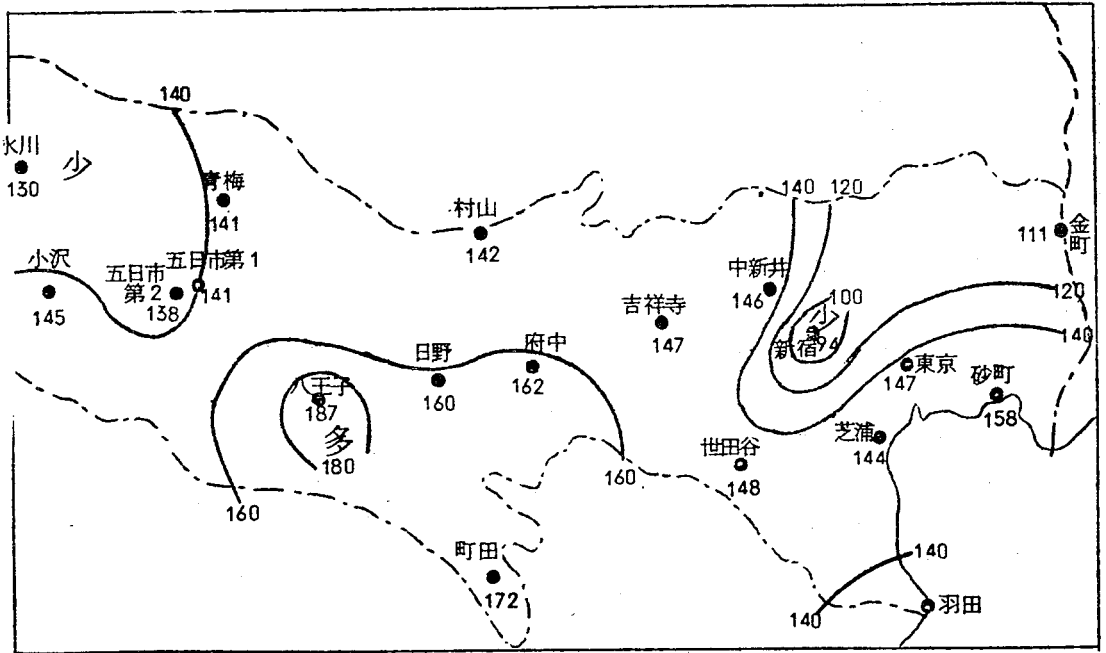 140
氷川
130
少
青梅
141
小沢
145
五日市
第2
138
五日市第1
141
村山
142
140
120
中新井
146
吉祥寺
147
100
少
新宿
94
111
金町
120
140
東京
147
砂町
158
芝浦
144
世田谷
148
日野
160
府中
162
八王子
187
多
180
160
160
町田
172
140
140
羽田